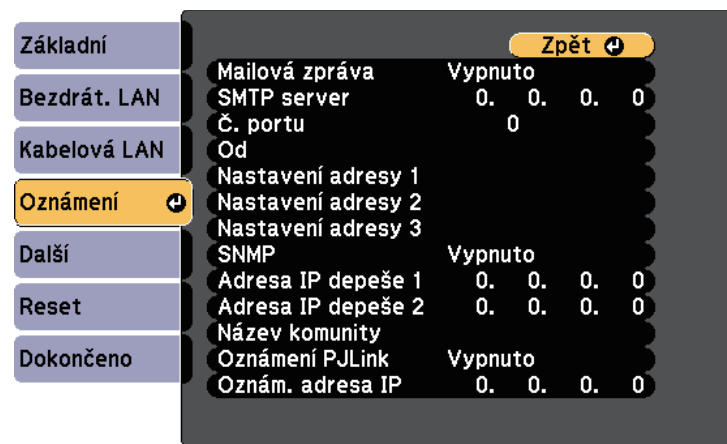 Základní
Bezdrát. LAN
Kabelová LAN
Oznámení
Další
Reset
Dokončeno
Zpět
Mailová zpráva Vypnuto
SMTP server 0. 0. 0. 0
Č. portu 0
Od
Nastavení adresy 1
Nastavení adresy 2
Nastavení adresy 3
SNMP Vypnuto
Adresa IP depeše 1 0. 0. 0. 0
Adresa IP depeše 2 0. 0. 0. 0
Název komunity
Oznámení PJLink Vypnuto
Oznám. adresa IP 0. 0. 0. 0